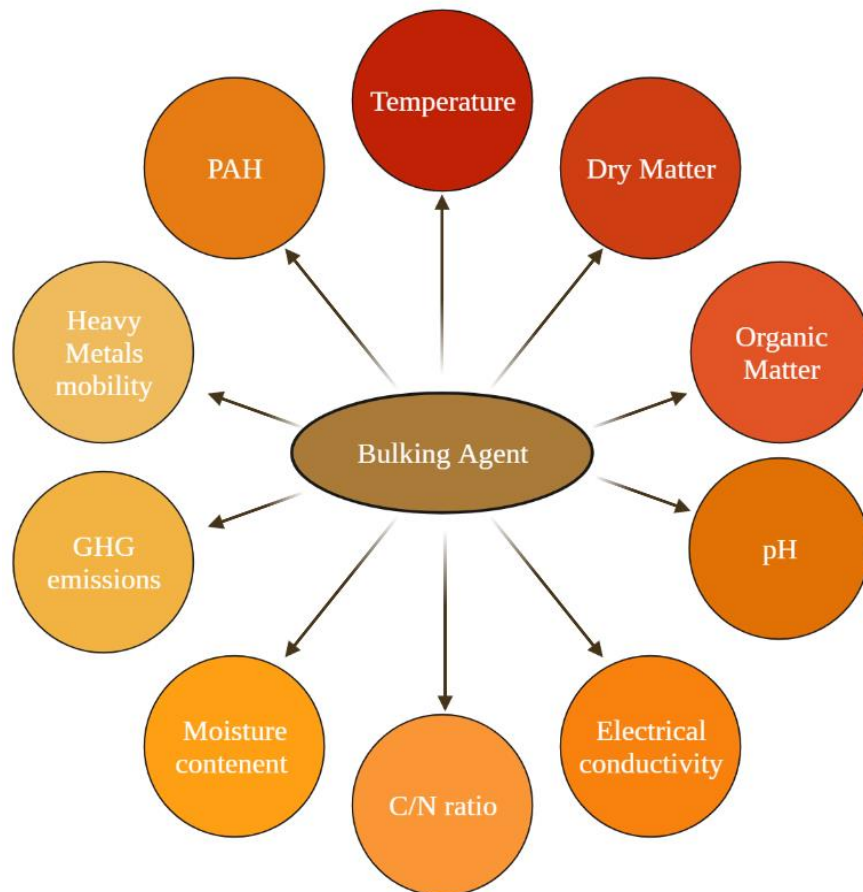 Temperature
PAH
Dry Matter
Heavy
Metals
mobility
Organic
Matter
Bulking Agent
GHG
emissions
pH
Moisture
contenent
Electrical
conductivity
C/N ratio